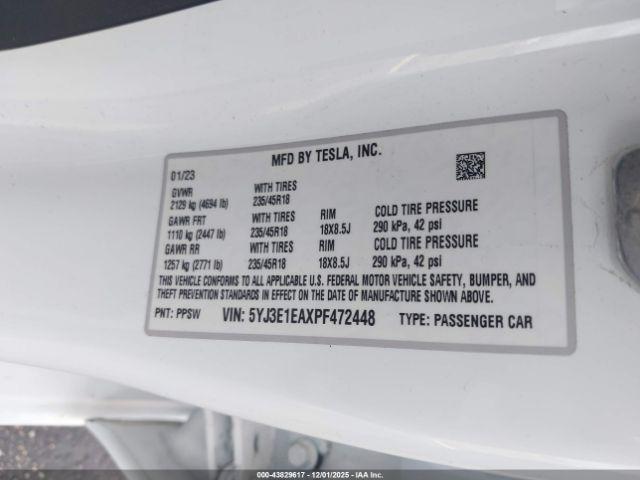 MFD BY TESLA, INC.
01/23
GVWR WITH TIRES
2129 kg (4694 lb) 235/45R18
GAWR FRT WITH TIRES RIM COLD TIRE PRESSURE
1110 kg (2447 lb) 235/45R18 18X8.5J 290 kPa, 42 psi
GAWR RR WITH TIRES RIM COLD TIRE PRESSURE
1257 kg (2771 lb) 235/45R18 18X8.5J 290 kPa, 42 psi
THIS VEHICLE CONFORMS TO ALL APPLICABLE U.S. FEDERAL MOTOR VEHICLE SAFETY, BUMPER, AND
THEFT PREVENTION STANDARDS IN EFFECT ON THE DATE OF MANUFACTURE SHOWN ABOVE.
PNT: PPSW VIN: 5YJ3E1EAXPF472448 TYPE: PASSENGER CAR
000-43829617 • 12/01/2025 • IAA Inc.